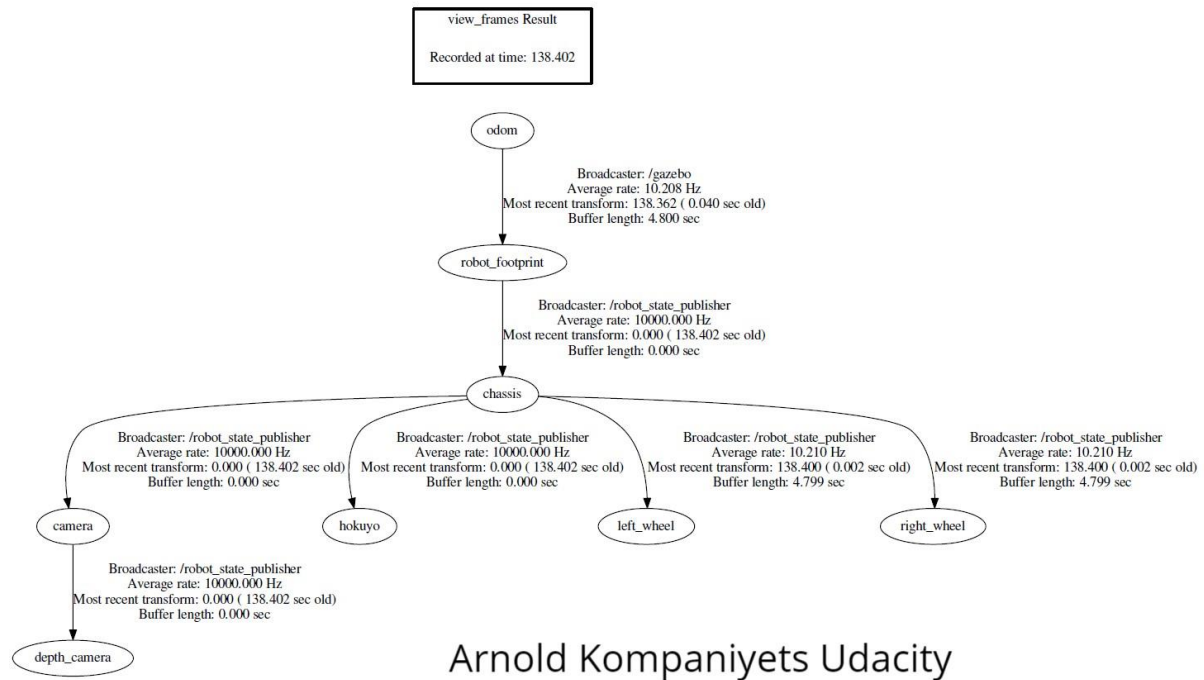 view_frames Result
Recorded at time: 138.402
odom
Broadcaster: /gazebo
Average rate: 10.208 Hz
Most recent transform: 138.362 ( 0.040 sec old)
Buffer length: 4.800 sec
robot_footprint
Broadcaster: /robot_state_publisher
Average rate: 10000.000 Hz
Most recent transform: 0.000 ( 138.402 sec old)
Buffer length: 0.000 sec
chassis
Broadcaster: /robot_state_publisher
Average rate: 10000.000 Hz
Most recent transform: 0.000 ( 138.402 sec old)
Buffer length: 0.000 sec
Broadcaster: /robot_state_publisher
Average rate: 10000.000 Hz
Most recent transform: 0.000 ( 138.402 sec old)
Buffer length: 0.000 sec
Broadcaster: /robot_state_publisher
Average rate: 10.210 Hz
Most recent transform: 138.400 ( 0.002 sec old)
Buffer length: 4.799 sec
Broadcaster: /robot_state_publisher
Average rate: 10.210 Hz
Most recent transform: 138.400 ( 0.002 sec old)
Buffer length: 4.799 sec
camera
hokuyo
left_wheel
right_wheel
Broadcaster: /robot_state_publisher
Average rate: 10000.000 Hz
Most recent transform: 0.000 ( 138.402 sec old)
Buffer length: 0.000 sec
depth_camera
Arnold Kompaniyets Udacity